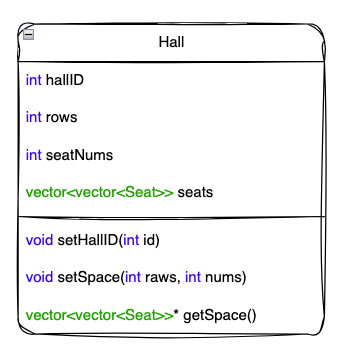 Hall
int hallID
int rows
int seatNums
vector<vector<Seat>> seats
void setHallID(int id)
void setSpace(int raws, int nums)
vector<vector<Seat>>* getSpace()